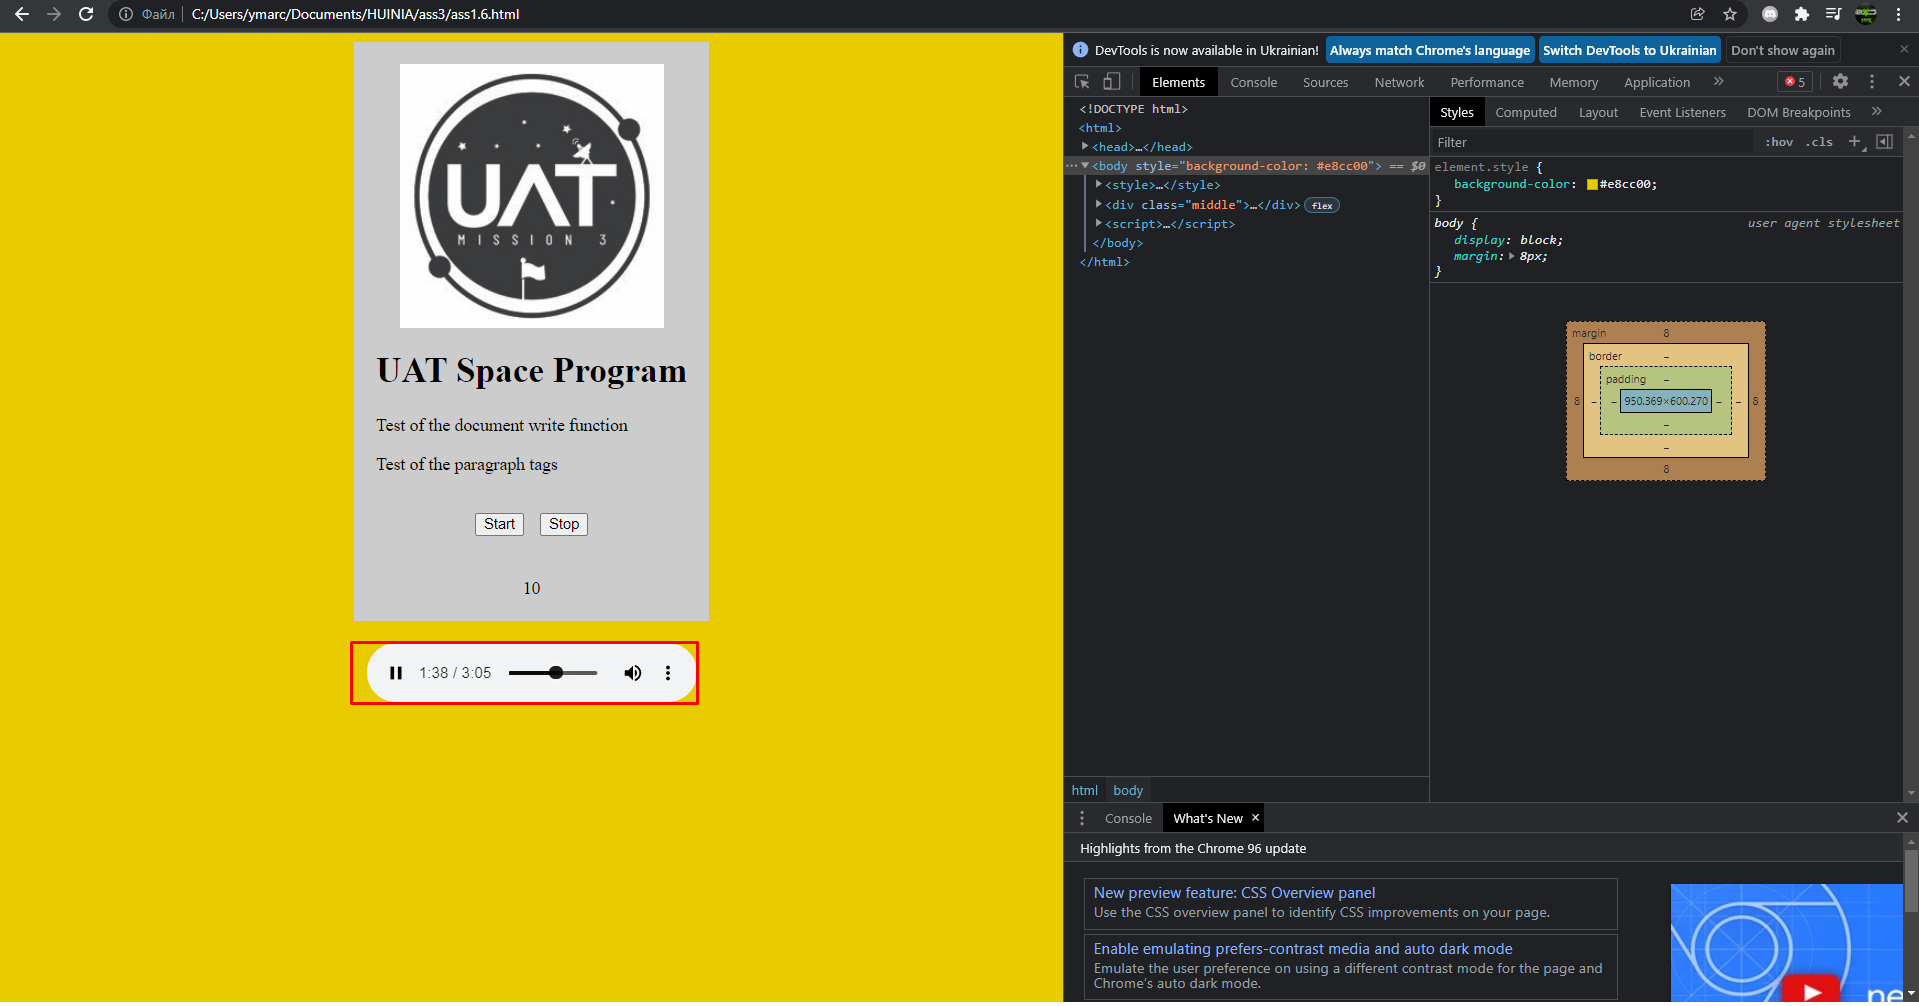 Файл C:/Users/ymarc/Documents/HUINIA/ass3/ass1.6.html
UAT
MISSION 3
UAT Space Program
Test of the document write function
Test of the paragraph tags
Start Stop
10
1:38 / 3:05
DevTools is now available in Ukrainian! Always match Chrome's language Switch DevTools to Ukrainian Don't show again
Elements Console Sources Network Performance Memory Application » 5
<!DOCTYPE html>
<html>
<head>…</head>
<body style="background-color: #e8cc00"> == $0
<style>…</style>
<div class="middle">…</div> flex
<script>…</script>
</body>
</html>
html body
Styles Computed Layout Event Listeners DOM Breakpoints »
Filter :hov .cls +
element.style {
background-color: #e8cc00;
}
body { user agent stylesheet
display: block;
margin: 8px;
}
margin 8
border –
padding –
8 – – 950.369×600.270 – – 8
–
–
8
Console What's New ×
Highlights from the Chrome 96 update
New preview feature: CSS Overview panel
Use the CSS overview panel to identify CSS improvements on your page.
Enable emulating prefers-contrast media and auto dark mode
Emulate the user preference on using a different contrast mode for the page and
Chrome's auto dark mode.
ne